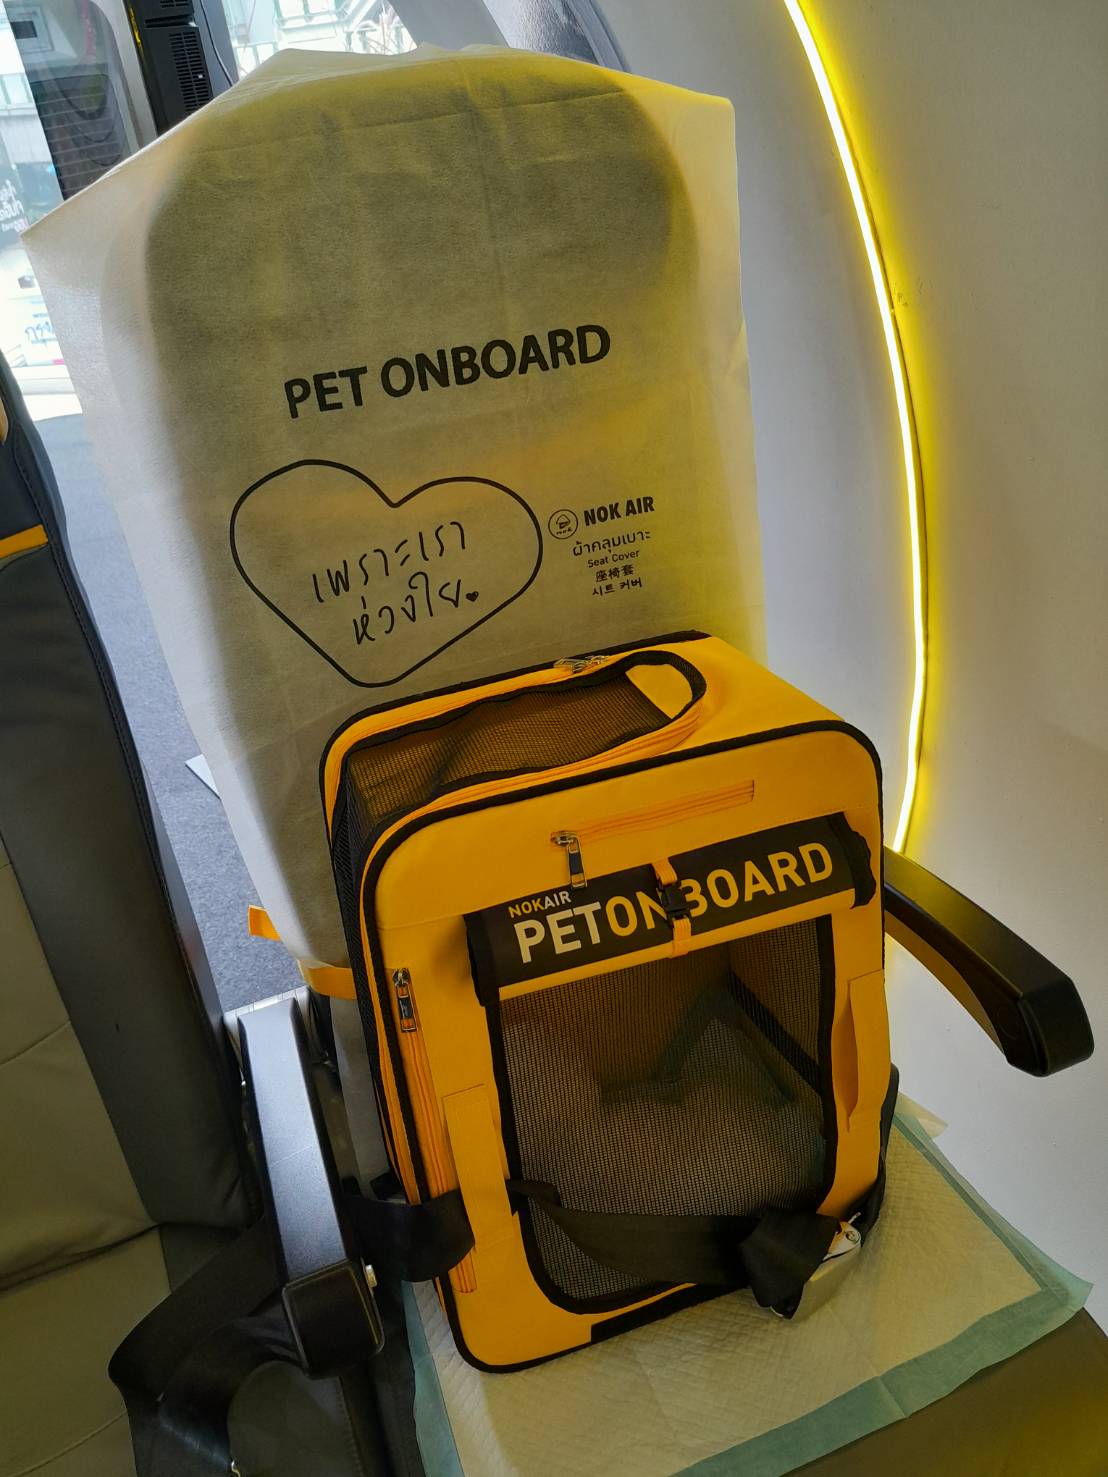 PET ONBOARD
เพราะเรา
ห่วงใย
NOK AIR
ผ้าคลุมเบาะ
Seat Cover
座椅套
시트 커버
NOKAIR
PETONBOARD